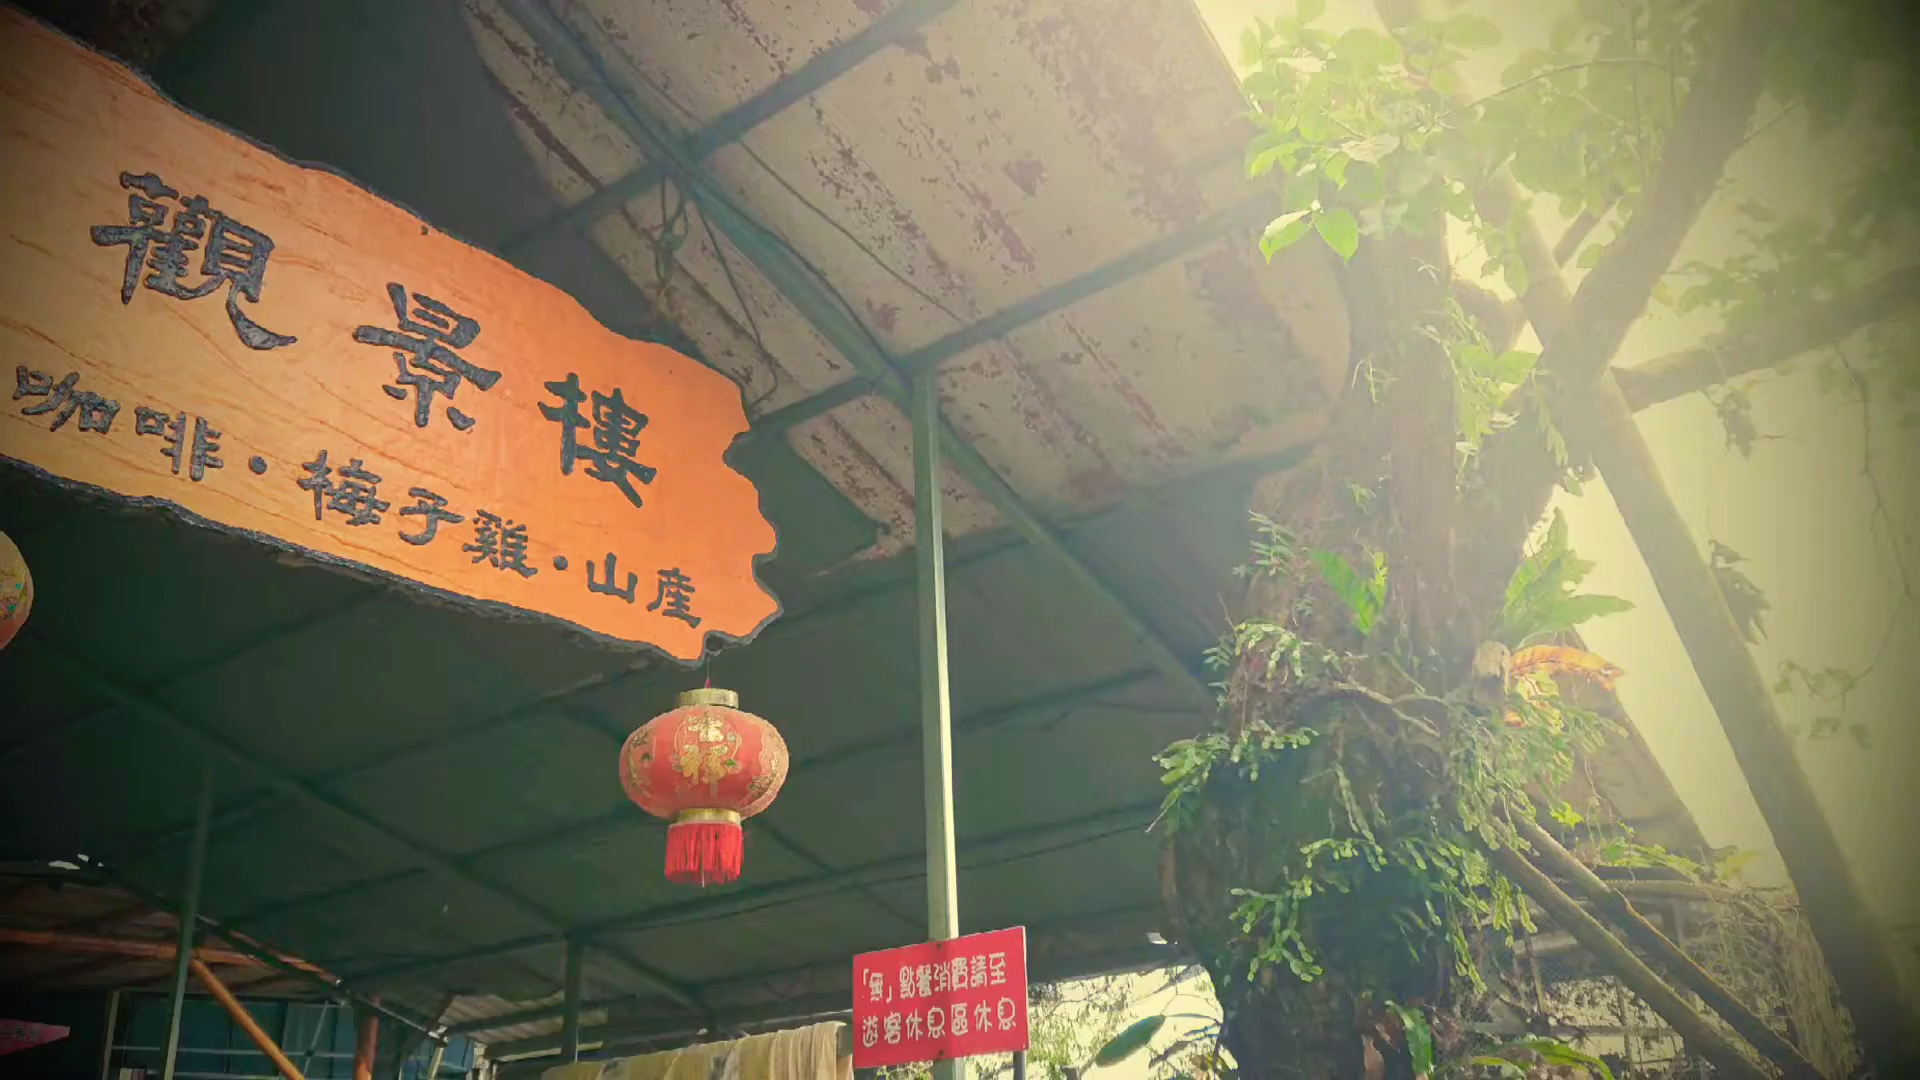 觀景樓
咖啡·梅子雞·山産
「無」點餐消費請至
遊客休息區休息